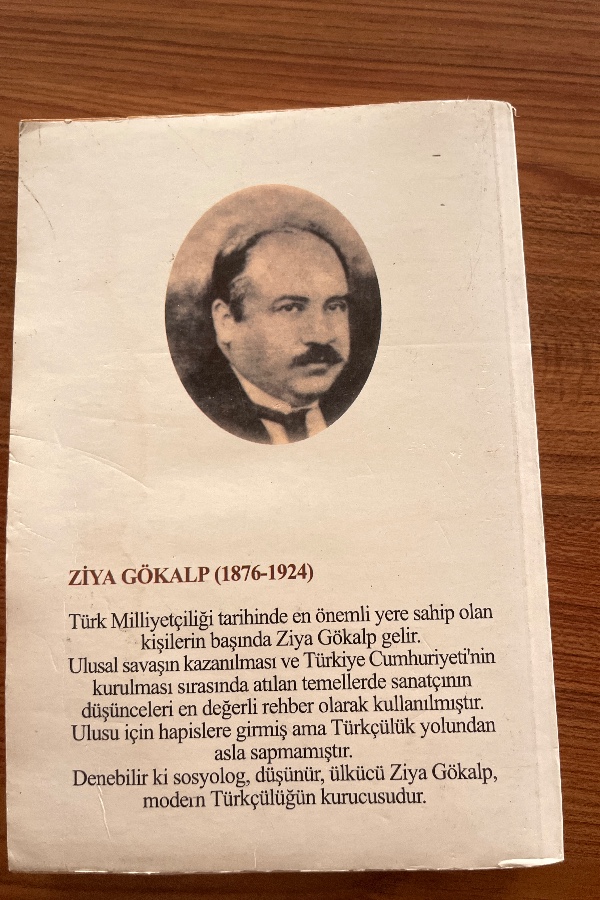 ZİYA GÖKALP (1876-1924)
Türk Milliyetçiliği tarihinde en önemli yere sahip olan
kişilerin başında Ziya Gökalp gelir.
Ulusal savaşın kazanılması ve Türkiye Cumhuriyeti'nin
kurulması sırasında atılan temellerde sanatçının
düşünceleri en değerli rehber olarak kullanılmıştır.
Ulusu için hapislere girmiş ama Türkçülük yolundan
asla sapmamıştır.
Denebilir ki sosyolog, düşünür, ülkücü Ziya Gökalp,
modern Türkçülüğün kurucusudur.